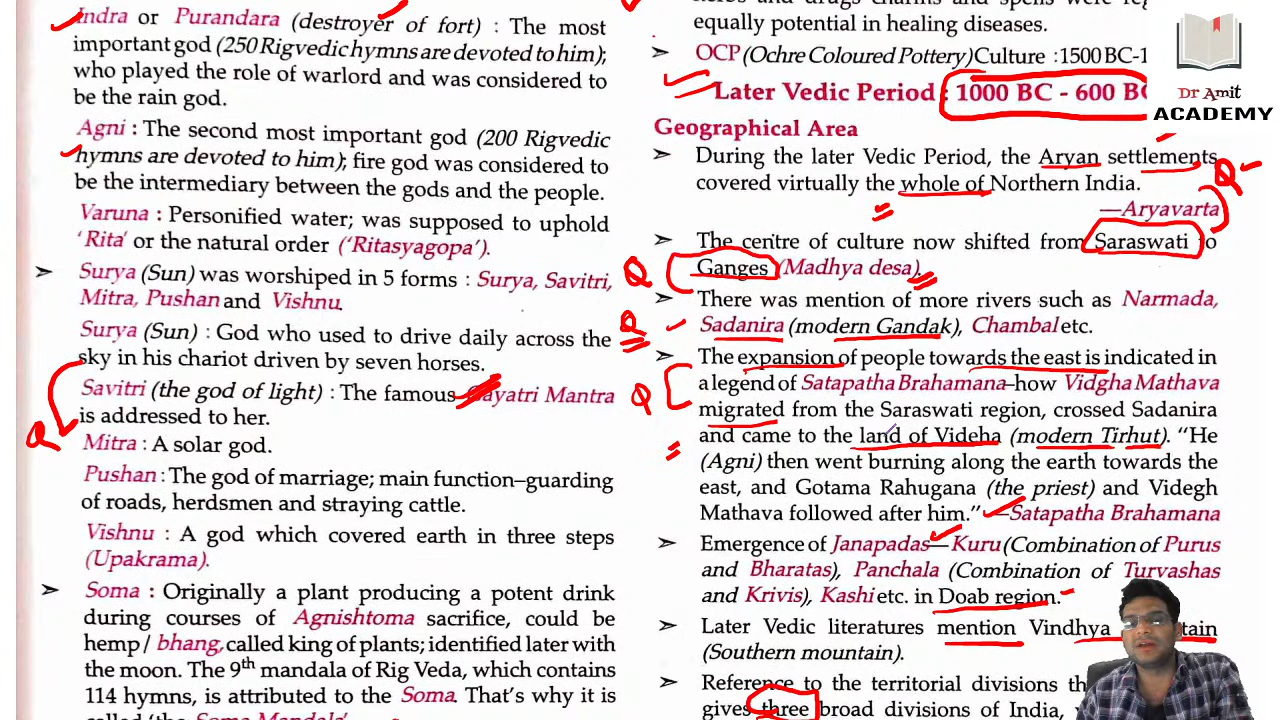 Indra or Purandara (destroyer of fort) : The most
important god (250 Rigvedic hymns are devoted to him);
who played the role of warlord and was considered to
be the rain god.
Agni : The second most important god (200 Rigvedic
hymns are devoted to him); fire god was considered to
be the intermediary between the gods and the people.
Varuna : Personified water; was supposed to uphold
'Rita' or the natural order ('Ritasyagopa').
➢ Surya (Sun) was worshiped in 5 forms : Surya, Savitri,
Mitra, Pushan and Vishnu.
Surya (Sun) : God who used to drive daily across the
sky in his chariot driven by seven horses.
Savitri (the god of light) : The famous Gayatri Mantra
is addressed to her.
Mitra : A solar god.
Pushan : The god of marriage; main function–guarding
of roads, herdsmen and straying cattle.
Vishnu : A god which covered earth in three steps
(Upakrama).
➢ Soma : Originally a plant producing a potent drink
during courses of Agnishtoma sacrifice, could be
hemp/ bhang, called king of plants; identified later with
the moon. The 9th mandala of Rig Veda, which contains
114 hymns, is attributed to the Soma. That's why it is
called 'the Soma Mandala'.
herbs and drugs charms and spells were
equally potential in healing diseases.
➢ OCP (Ochre Coloured Pottery) Culture : 1500 BC-1
Later Vedic Period : 1000 BC - 600 BC
Geographical Area
➢ During the later Vedic Period, the Aryan settlements
covered virtually the whole of Northern India.
—Aryavarta
➢ The centre of culture now shifted from Saraswati to
Ganges (Madhya desa).
➢ There was mention of more rivers such as Narmada,
Sadanira (modern Gandak), Chambal etc.
➢ The expansion of people towards the east is indicated in
a legend of Satapatha Brahamana–how Vidgha Mathava
migrated from the Saraswati region, crossed Sadanira
and came to the land of Videha (modern Tirhut). "He
(Agni) then went burning along the earth towards the
east, and Gotama Rahugana (the priest) and Videgh
Mathava followed after him." —Satapatha Brahamana
➢ Emergence of Janapadas—Kuru (Combination of Purus
and Bharatas), Panchala (Combination of Turvashas
and Krivis), Kashi etc. in Doab region.
➢ Later Vedic literatures mention Vindhya
(Southern mountain).
➢ Reference to the territorial divisions
gives three broad divisions of India,
Q
Q
Q
Q
Q
Dr Amit
ACADEMY